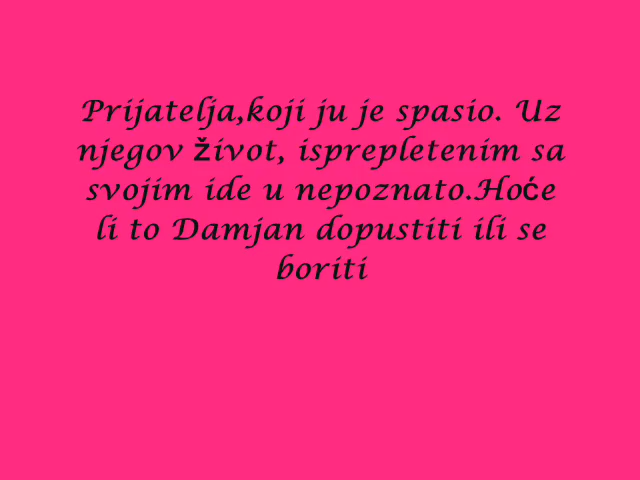 Prijatelja,koji ju je spasio. Uz
njegov život, isprepletenim sa
svojim ide u nepoznato.Hoće
li to Damjan dopustiti ili se
boriti